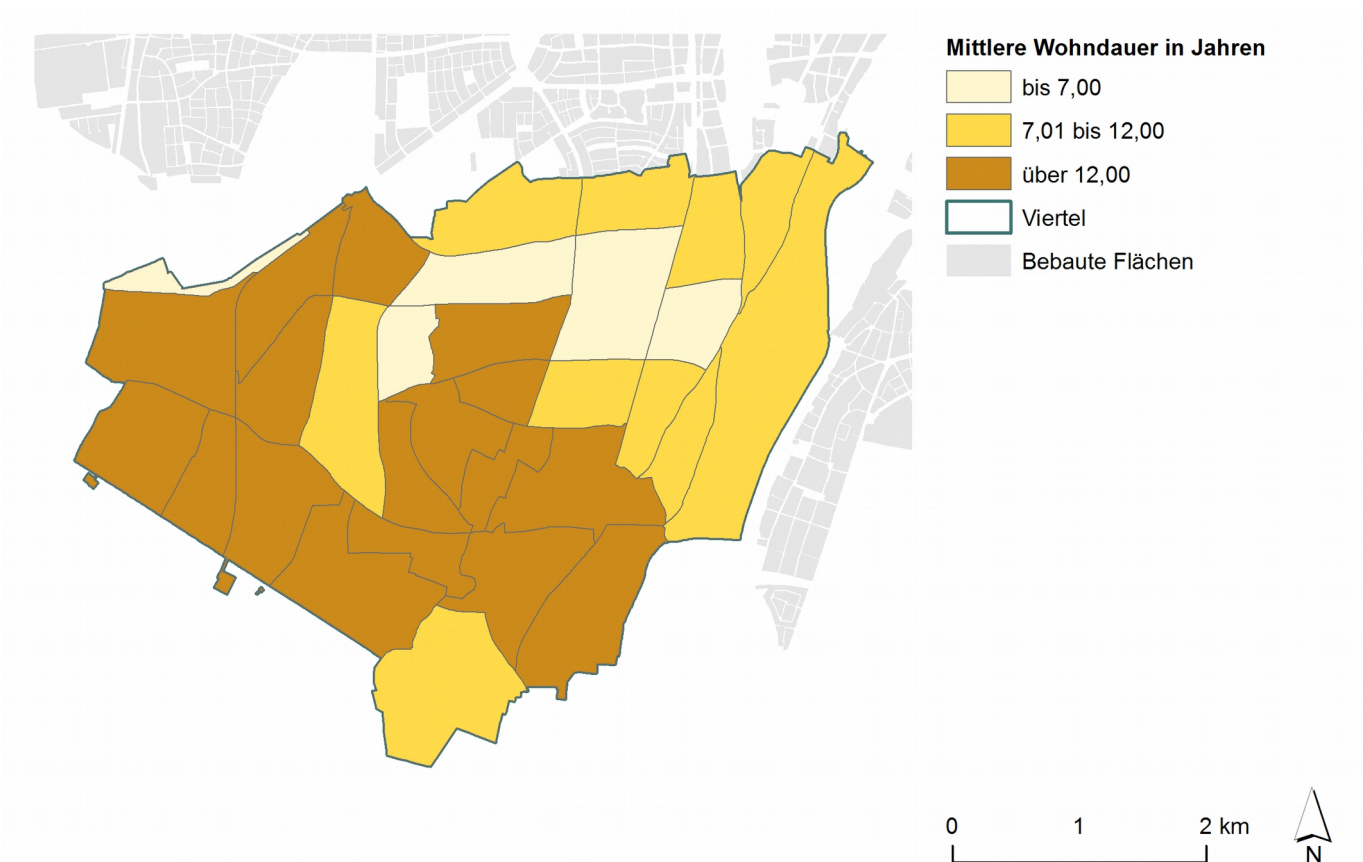 Mittlere Wohndauer in Jahren
bis 7,00
7,01 bis 12,00
über 12,00
Viertel
Bebaute Flächen
0 1 2 km
N